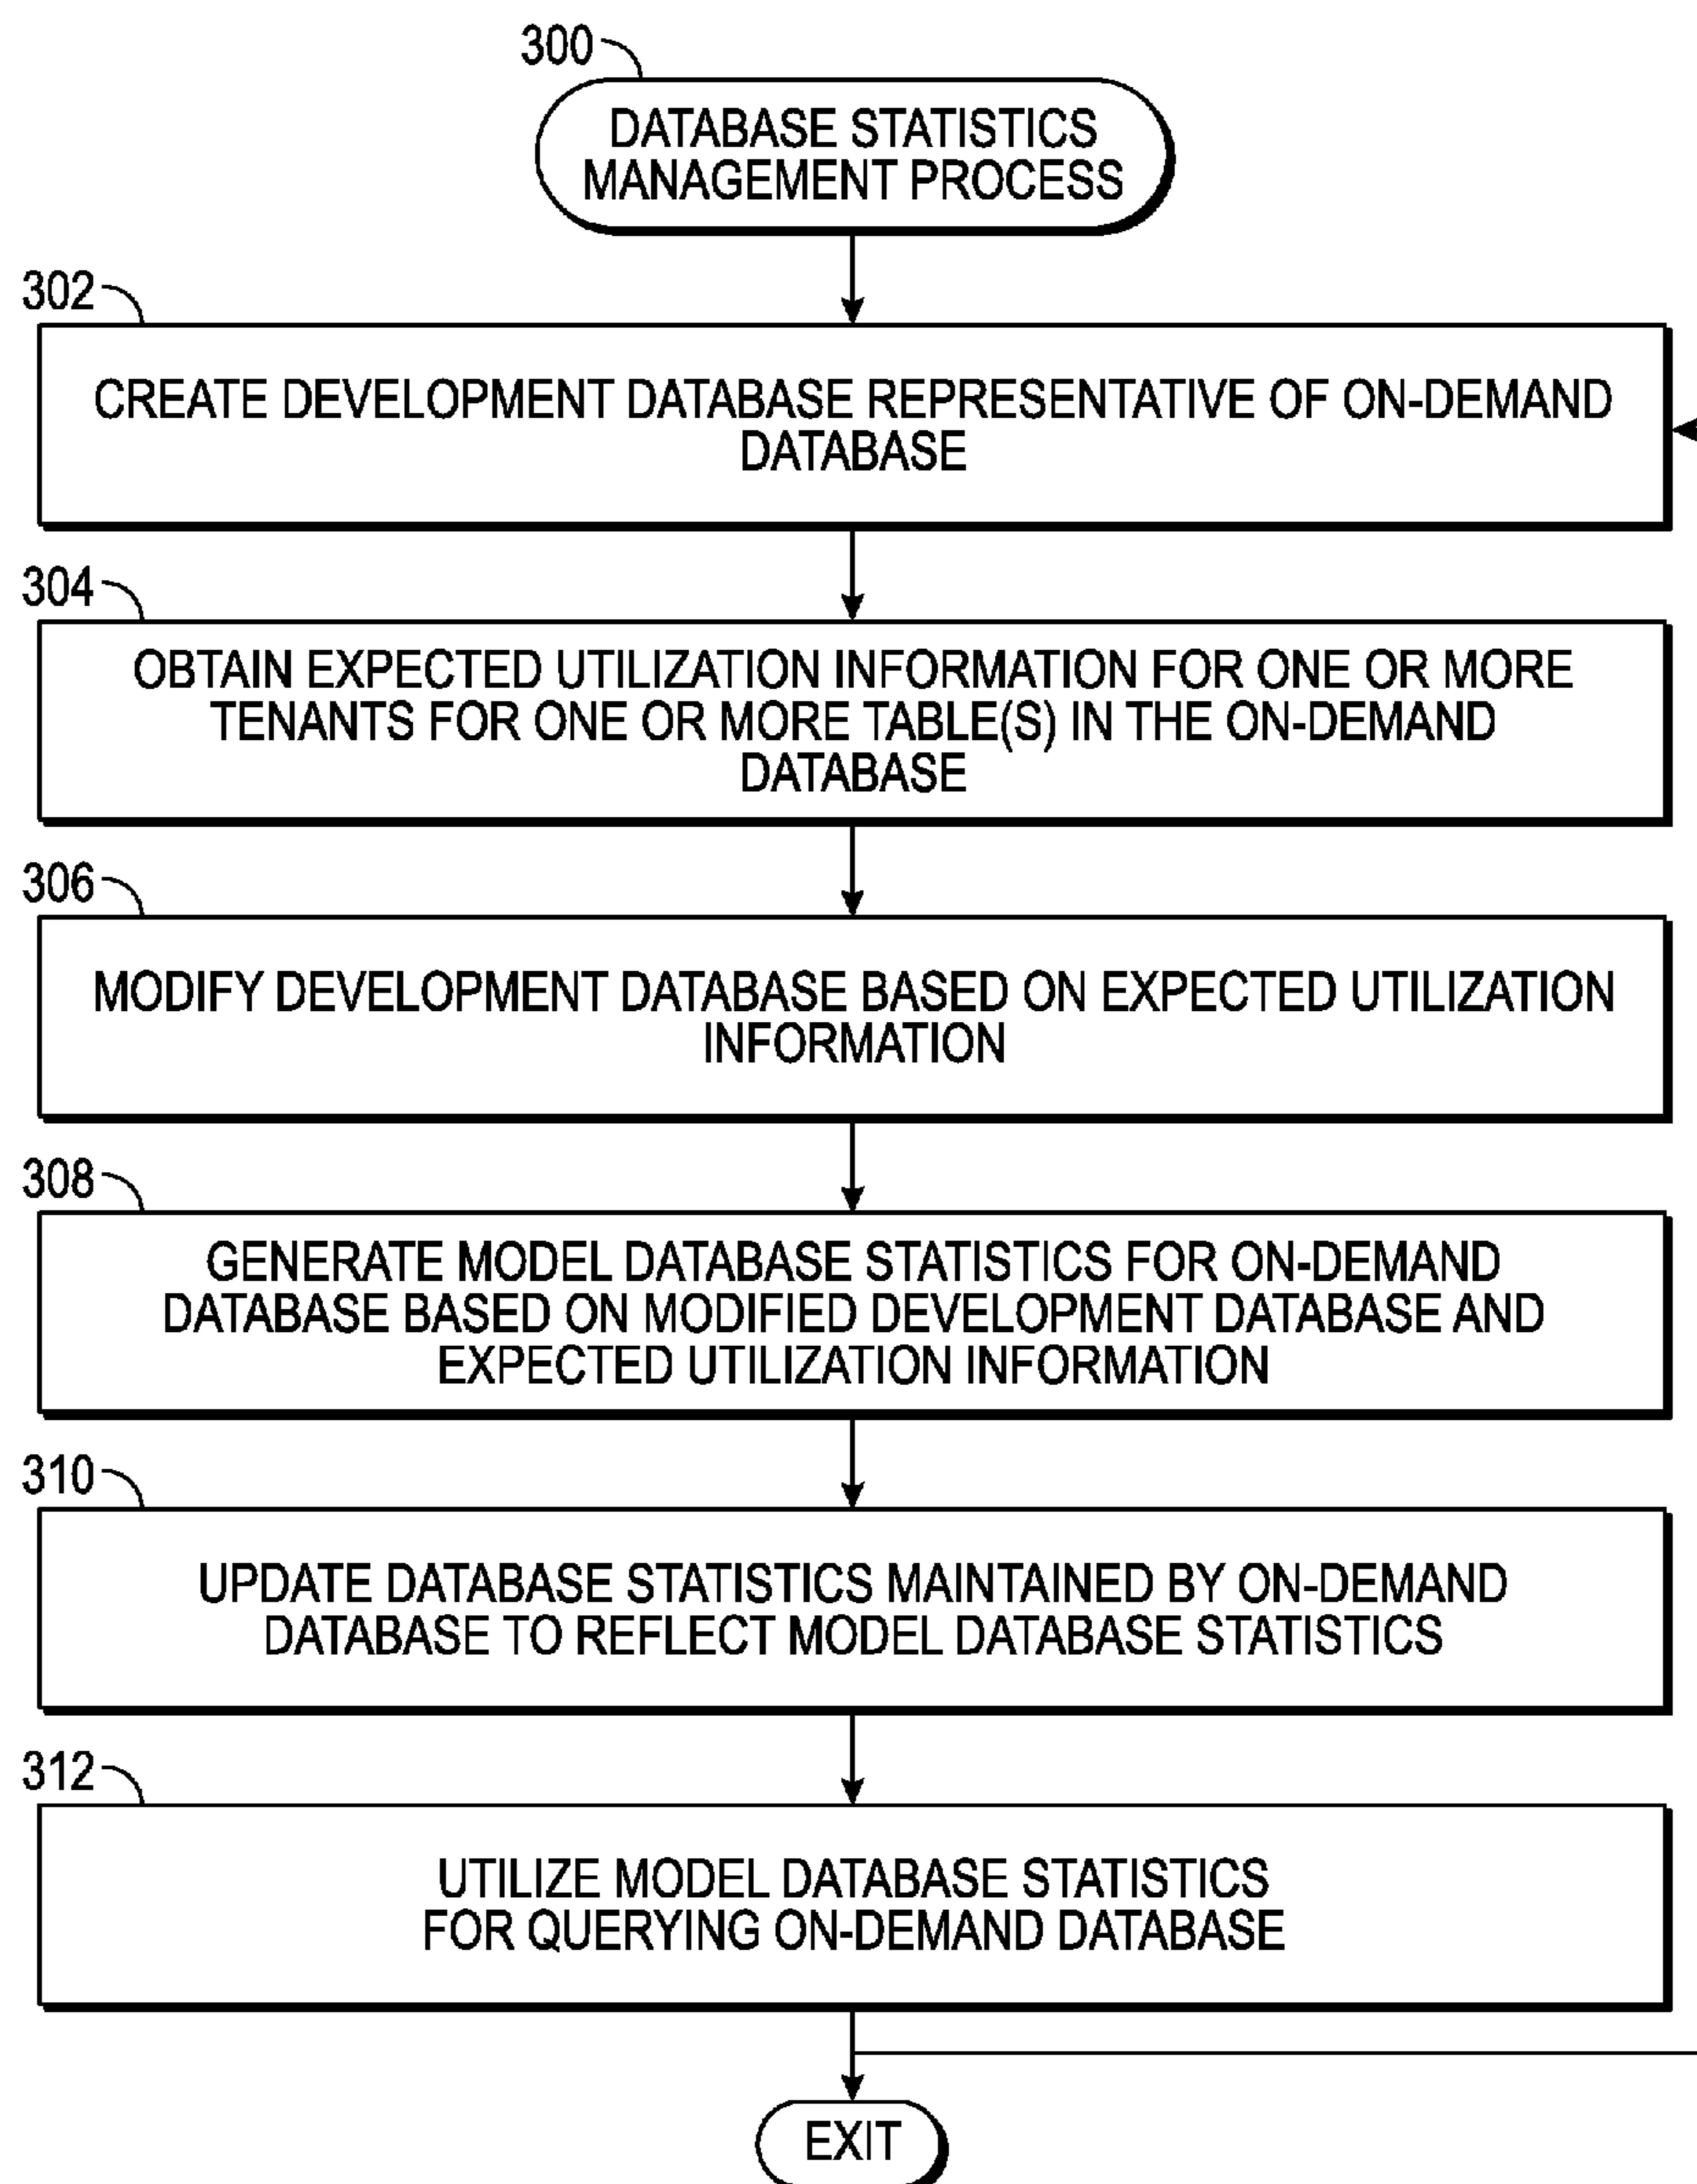 300
DATABASE STATISTICS
MANAGEMENT PROCESS
302
CREATE DEVELOPMENT DATABASE REPRESENTATIVE OF ON-DEMAND
DATABASE
304
OBTAIN EXPECTED UTILIZATION INFORMATION FOR ONE OR MORE
TENANTS FOR ONE OR MORE TABLE(S) IN THE ON-DEMAND
DATABASE
306
MODIFY DEVELOPMENT DATABASE BASED ON EXPECTED UTILIZATION
INFORMATION
308
GENERATE MODEL DATABASE STATISTICS FOR ON-DEMAND
DATABASE BASED ON MODIFIED DEVELOPMENT DATABASE AND
EXPECTED UTILIZATION INFORMATION
310
UPDATE DATABASE STATISTICS MAINTAINED BY ON-DEMAND
DATABASE TO REFLECT MODEL DATABASE STATISTICS
312
UTILIZE MODEL DATABASE STATISTICS
FOR QUERYING ON-DEMAND DATABASE
EXIT